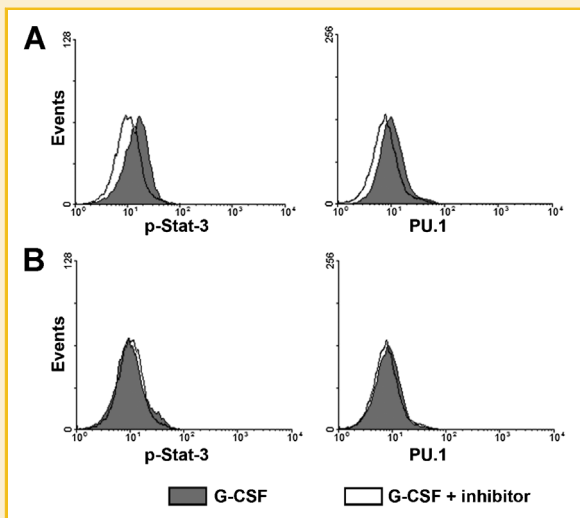 A
128
Events
0
10⁰ 10¹ 10² 10³ 10⁴
p-Stat-3
256
0
10⁰ 10¹ 10² 10³ 10⁴
PU.1
B
128
Events
0
10⁰ 10¹ 10² 10³ 10⁴
p-Stat-3
256
0
10⁰ 10¹ 10² 10³ 10⁴
PU.1
G-CSF
G-CSF + inhibitor